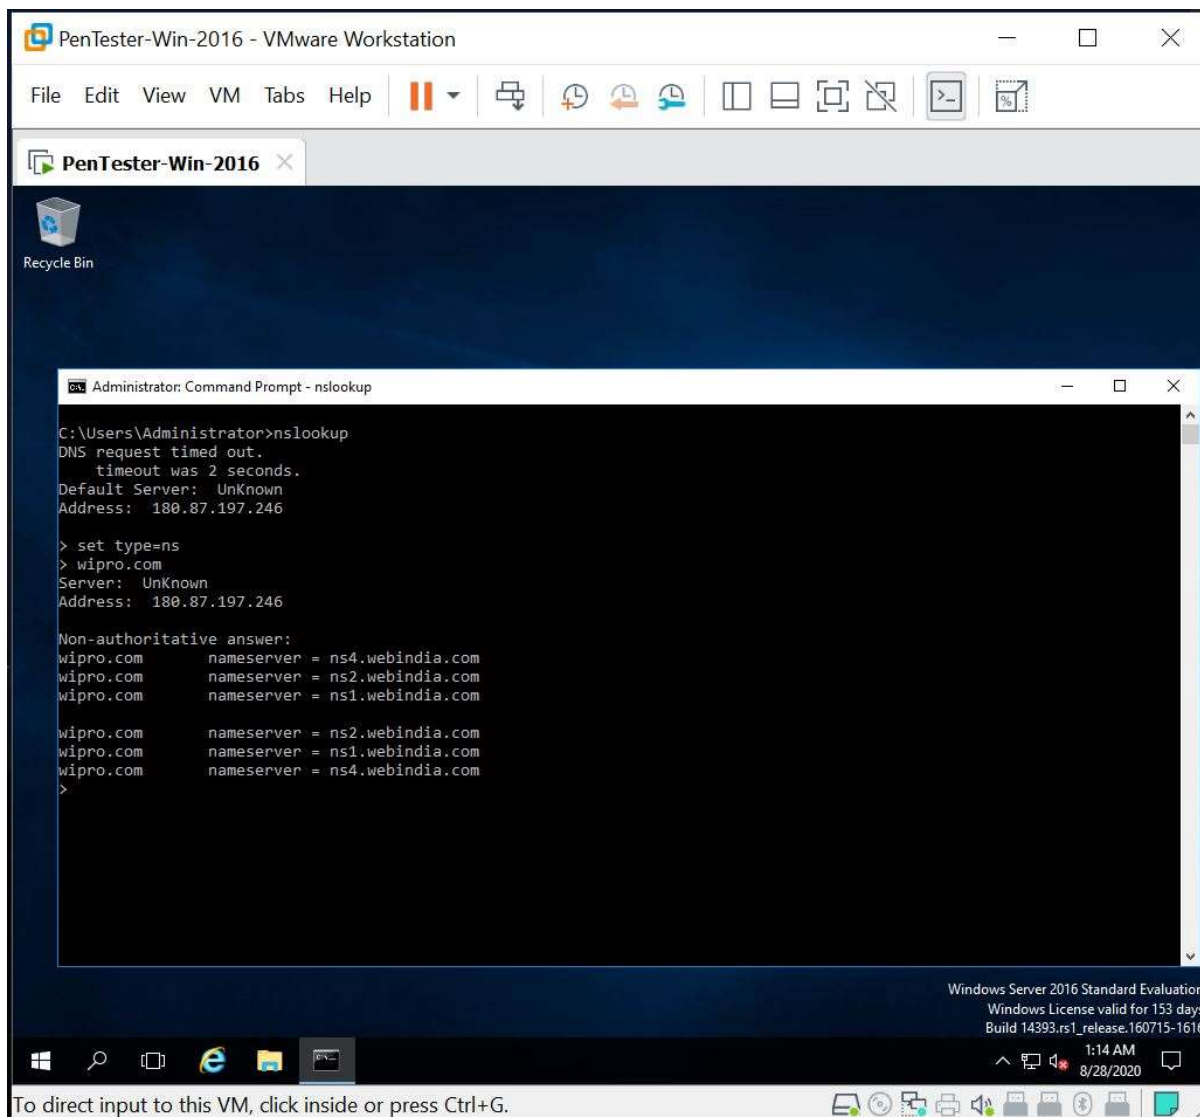 PenTester-Win-2016 - VMware Workstation
File Edit View VM Tabs Help
PenTester-Win-2016
Recycle Bin
Administrator: Command Prompt - nslookup
C:\Users\Administrator>nslookup
DNS request timed out.
    timeout was 2 seconds.
Default Server:  UnKnown
Address:  180.87.197.246
> set type=ns
> wipro.com
Server:  UnKnown
Address:  180.87.197.246
Non-authoritative answer:
wipro.com       nameserver = ns4.webindia.com
wipro.com       nameserver = ns2.webindia.com
wipro.com       nameserver = ns1.webindia.com
wipro.com       nameserver = ns2.webindia.com
wipro.com       nameserver = ns1.webindia.com
wipro.com       nameserver = ns4.webindia.com
>
Windows Server 2016 Standard Evaluation
Windows License valid for 153 days
Build 14393.rs1_release.160715-1616
1:14 AM
8/28/2020
To direct input to this VM, click inside or press Ctrl+G.